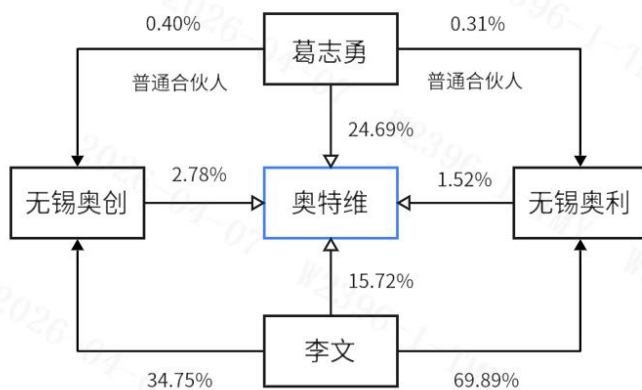 0.40%
葛志勇
0.31%
普通合伙人
普通合伙人
24.69%
无锡奥创
2.78%
奥特维
1.52%
无锡奥利
15.72%
李文
34.75%
69.89%